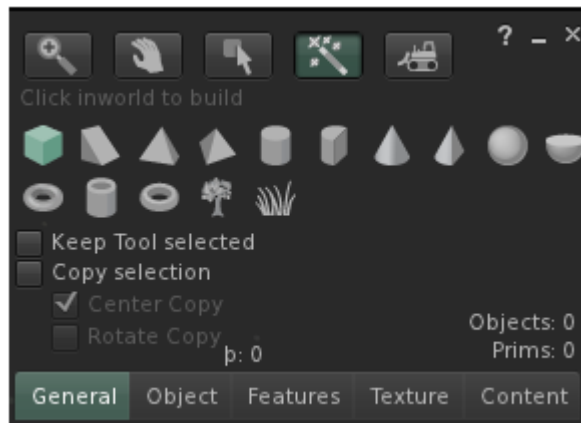 ? _ ×
Click inworld to build
Keep Tool selected
Copy selection
Center Copy
Rotate Copy
Objects: 0
þ: 0
Prims: 0
General Object Features Texture Content